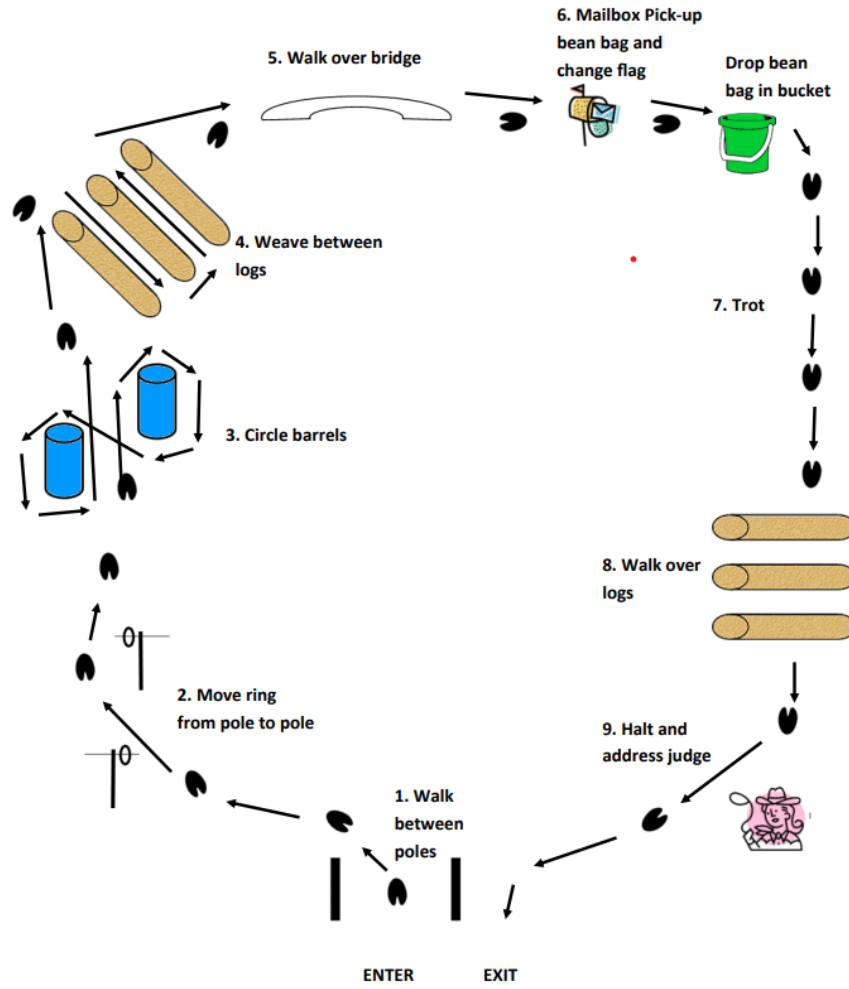 6. Mailbox Pick-up
bean bag and
change flag
5. Walk over bridge
Drop bean
bag in bucket
4. Weave between
logs
7. Trot
3. Circle barrels
8. Walk over
logs
2. Move ring
from pole to pole
9. Halt and
address judge
1. Walk
between
poles
ENTER
EXIT